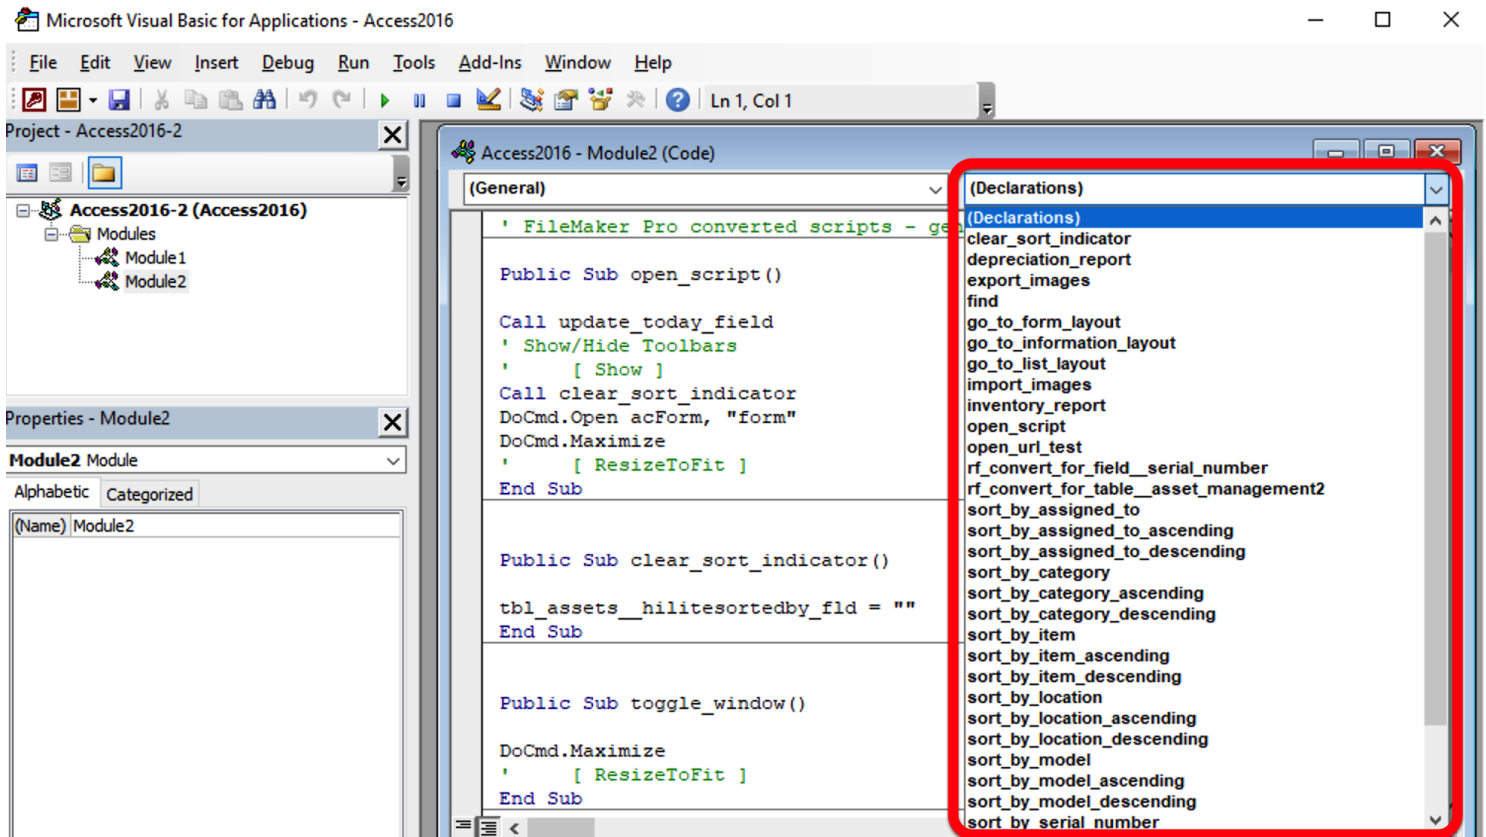 Microsoft Visual Basic for Applications - Access2016
File Edit View Insert Debug Run Tools Add-Ins Window Help
Ln 1, Col 1
Project - Access2016-2
Access2016-2 (Access2016)
Modules
Module1
Module2
Properties - Module2
Module2 Module
Alphabetic Categorized
(Name) Module2
Access2016 - Module2 (Code)
(General)
(Declarations)
' FileMaker Pro converted scripts - gen
Public Sub open_script()
Call update_today_field
' Show/Hide Toolbars
' [ Show ]
Call clear_sort_indicator
DoCmd.Open acForm, "form"
DoCmd.Maximize
' [ ResizeToFit ]
End Sub
Public Sub clear_sort_indicator()
tbl_assets__hilitesortedby_fld = ""
End Sub
Public Sub toggle_window()
DoCmd.Maximize
' [ ResizeToFit ]
End Sub
(Declarations)
clear_sort_indicator
depreciation_report
export_images
find
go_to_form_layout
go_to_information_layout
go_to_list_layout
import_images
inventory_report
open_script
open_url_test
rf_convert_for_field__serial_number
rf_convert_for_table__asset_management2
sort_by_assigned_to
sort_by_assigned_to_ascending
sort_by_assigned_to_descending
sort_by_category
sort_by_category_ascending
sort_by_category_descending
sort_by_item
sort_by_item_ascending
sort_by_item_descending
sort_by_location
sort_by_location_ascending
sort_by_location_descending
sort_by_model
sort_by_model_ascending
sort_by_model_descending
sort_by_serial_number